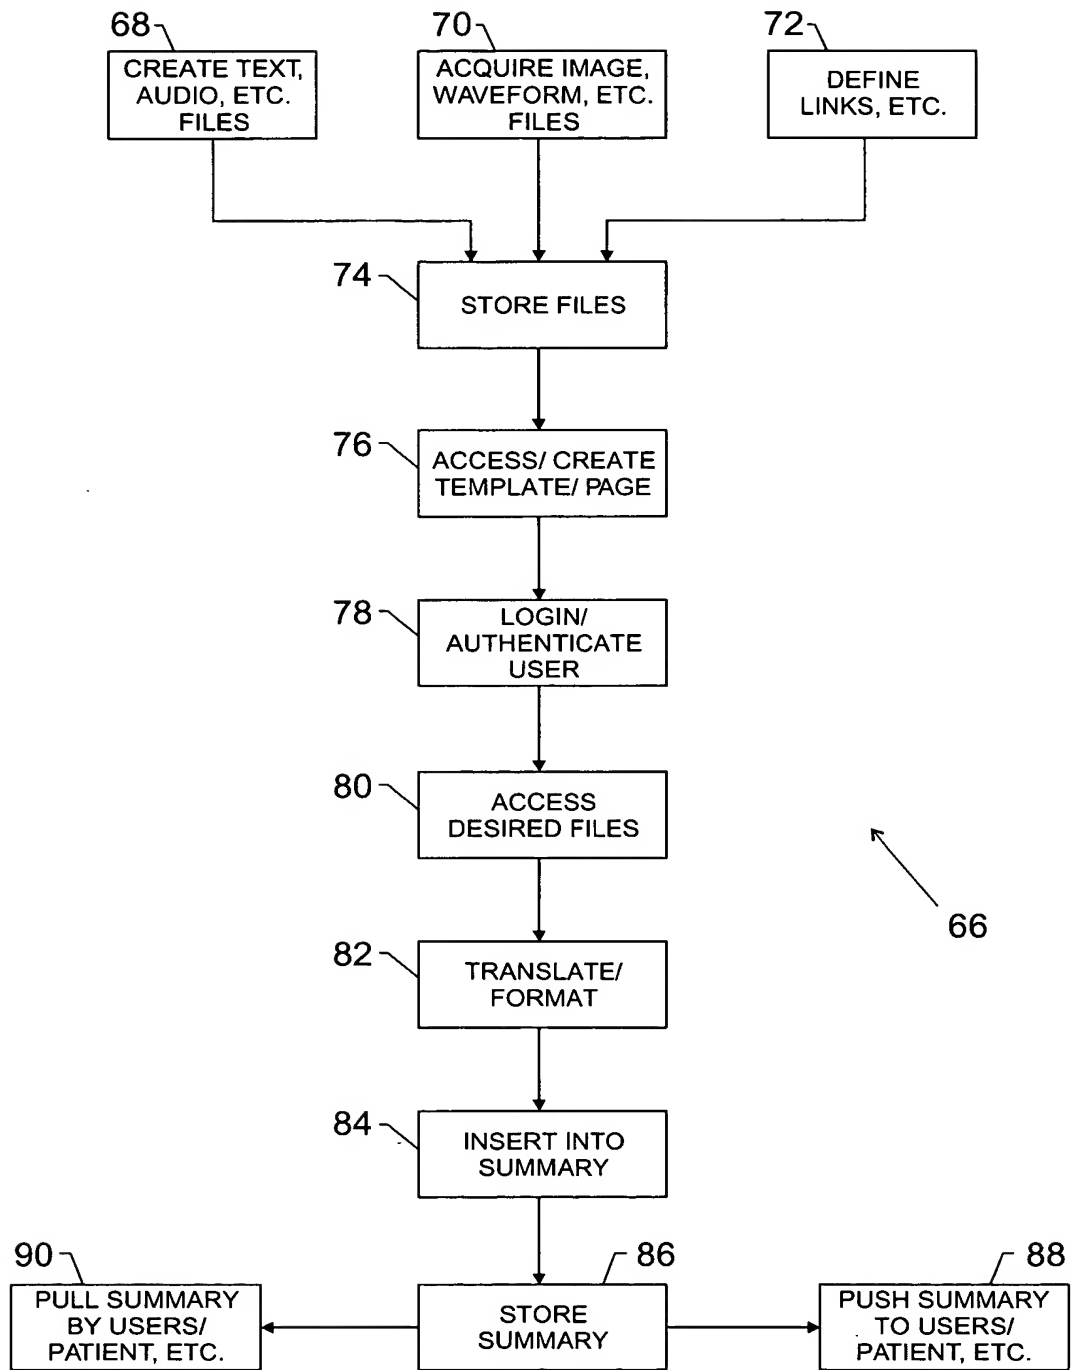 68
CREATE TEXT,
AUDIO, ETC.
FILES
70
ACQUIRE IMAGE,
WAVEFORM, ETC.
FILES
72
DEFINE
LINKS, ETC.
74
STORE FILES
76
ACCESS/ CREATE
TEMPLATE/ PAGE
78
LOGIN/
AUTHENTICATE
USER
80
ACCESS
DESIRED FILES
66
82
TRANSLATE/
FORMAT
84
INSERT INTO
SUMMARY
90
PULL SUMMARY
BY USERS/
PATIENT, ETC.
86
STORE
SUMMARY
88
PUSH SUMMARY
TO USERS/
PATIENT, ETC.